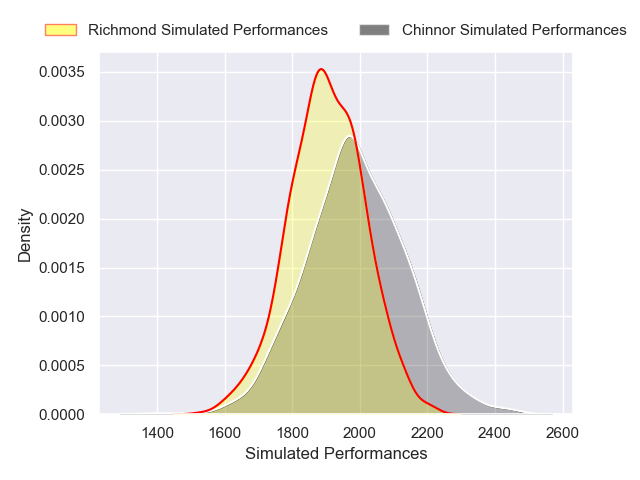 Richmond Simulated Performances Chinnor Simulated Performances
0.0035
0.0030
0.0025
0.0020
0.0015
0.0010
0.0005
0.0000
Density
1400 1600 1800 2000 2200 2400 2600
Simulated Performances